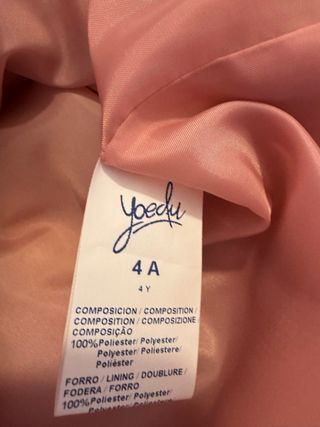 yoedu
4 A
4 Y
COMPOSICION / COMPOSITION /
COMPOSITION / COMPOSIZIONE /
COMPOSIÇÃO
100%Poliester/ Polyester/
Polyester/ Poliestere/
Poliéster
FORRO / LINING / DOUBLURE /
FODERA / FORRO
100%Poliester/ Polyester/